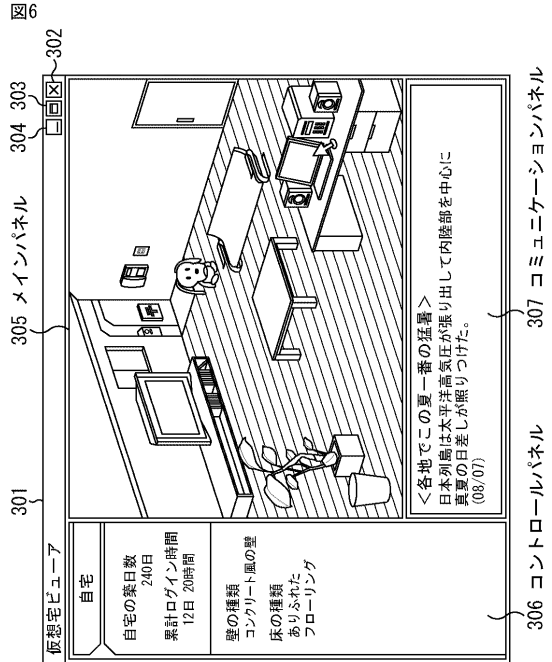 図6
301
305 メインパネル
304
303
302
仮想宅ビューア
自宅
自宅の築日数
240日
累計ログイン時間
12日 20時間
壁の種類
コンクリート風の壁
床の種類
ありふれた
フローリング
<各地でこの夏一番の猛暑>
日本列島は太平洋高気圧が張り出して内陸部を中心に
真夏の日差しが照りつけた。
(08/07)
306 コントロールパネル
307 コミュニケーションパネル